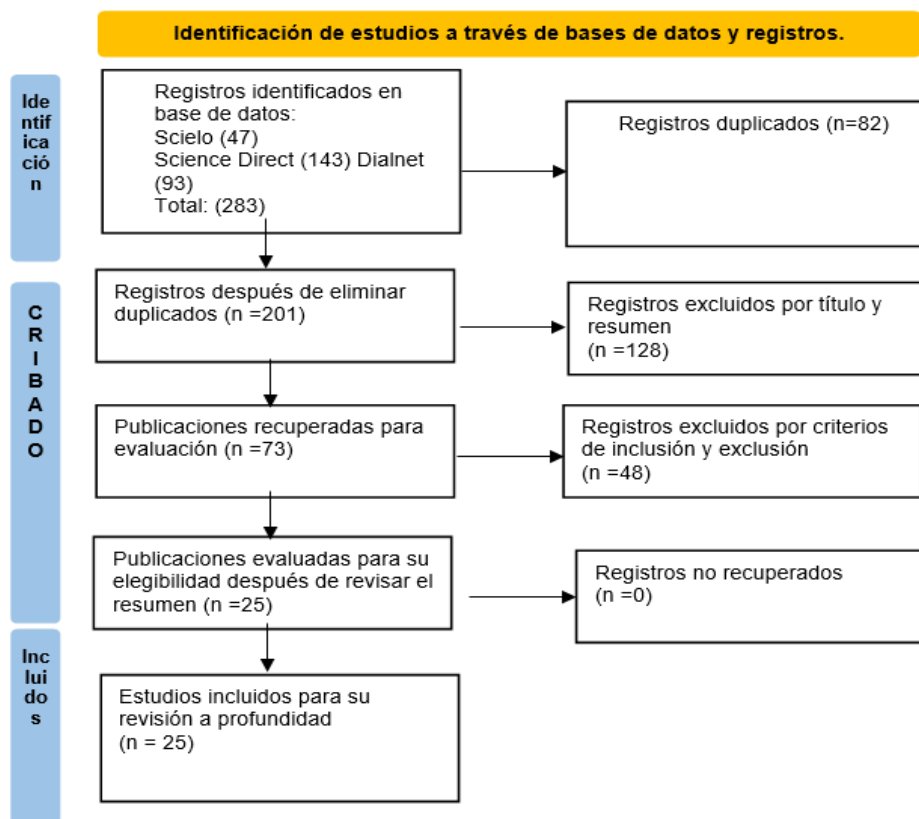 Identificación de estudios a través de bases de datos y registros.
Ide
ntif
ica
ció
n
Registros identificados en
base de datos:
Scielo (47)
Science Direct (143) Dialnet
(93)
Total: (283)
Registros duplicados (n=82)
C
R
I
B
A
D
O
Registros después de eliminar
duplicados (n =201)
Registros excluidos por título y
resumen
(n =128)
Publicaciones recuperadas para
evaluación (n =73)
Registros excluidos por criterios
de inclusión y exclusión
(n =48)
Publicaciones evaluadas para su
elegibilidad después de revisar el
resumen (n =25)
Registros no recuperados
(n =0)
Inc
lui
do
s
Estudios incluidos para su
revisión a profundidad
(n = 25)